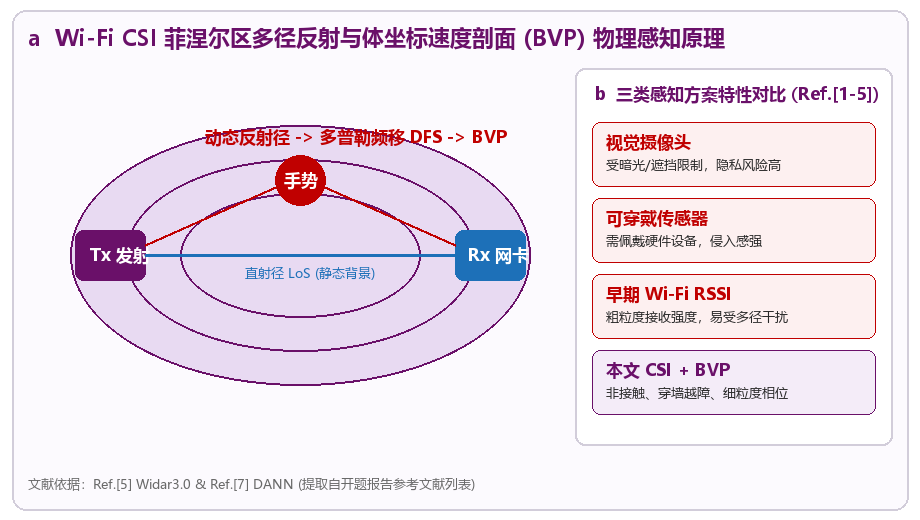 a Wi-Fi CSI 菲涅尔区多径反射与体坐标速度剖面 (BVP) 物理感知原理
动态反射径 -> 多普勒频移 DFS -> BVP
手势
Tx 发射
Rx 网卡
直射径 LoS (静态背景)
b 三类感知方案特性对比 (Ref.[1-5])
视觉摄像头
受暗光/遮挡限制，隐私风险高
可穿戴传感器
需佩戴硬件设备，侵入感强
早期 Wi-Fi RSSI
粗粒度接收强度，易受多径干扰
本文 CSI + BVP
非接触、穿墙越障、细粒度相位
文献依据：Ref.[5] Widar3.0 & Ref.[7] DANN (提取自开题报告参考文献列表)